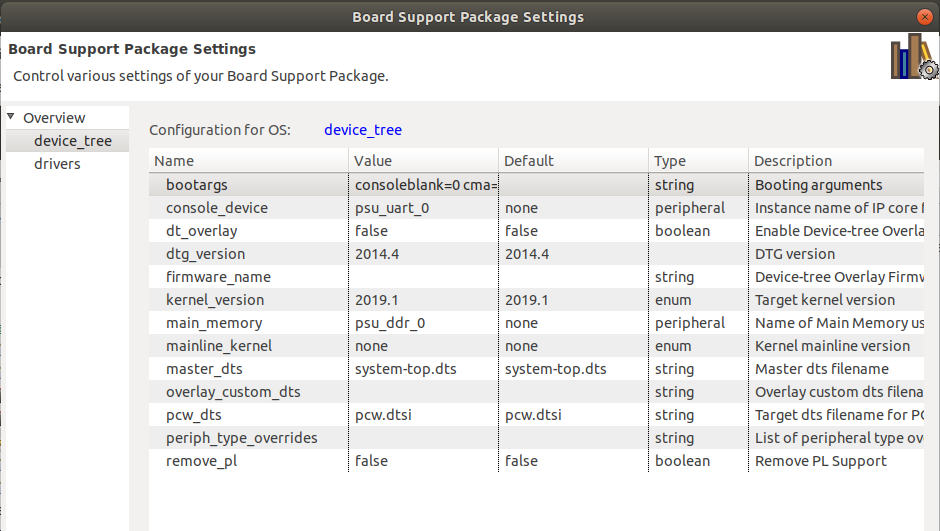 Board Support Package Settings
Board Support Package Settings
Control various settings of your Board Support Package.
Overview
device_tree
drivers
Configuration for OS: device_tree
Name Value Default Type Description
bootargs consoleblank=0 cma= string Booting arguments
console_device psu_uart_0 none peripheral Instance name of IP core
dt_overlay false false boolean Enable Device-tree Overla
dtg_version 2014.4 2014.4 DTG version
firmware_name string Device-tree Overlay Firmw
kernel_version 2019.1 2019.1 enum Target kernel version
main_memory psu_ddr_0 none peripheral Name of Main Memory us
mainline_kernel none none enum Kernel mainline version
master_dts system-top.dts system-top.dts string Master dts filename
overlay_custom_dts string Overlay custom dts filena
pcw_dts pcw.dtsi pcw.dtsi string Target dts filename for PC
periph_type_overrides string List of peripheral type ov
remove_pl false false boolean Remove PL Support